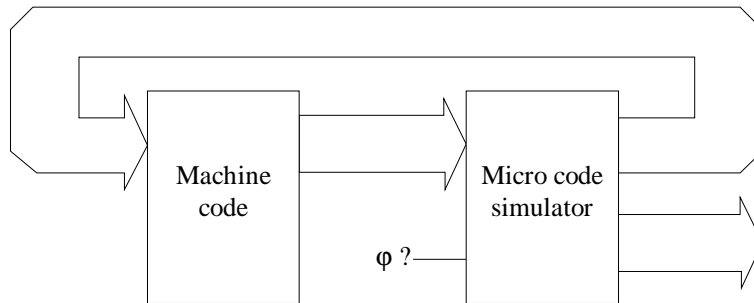 Machine
code
Micro code
simulator
φ ?